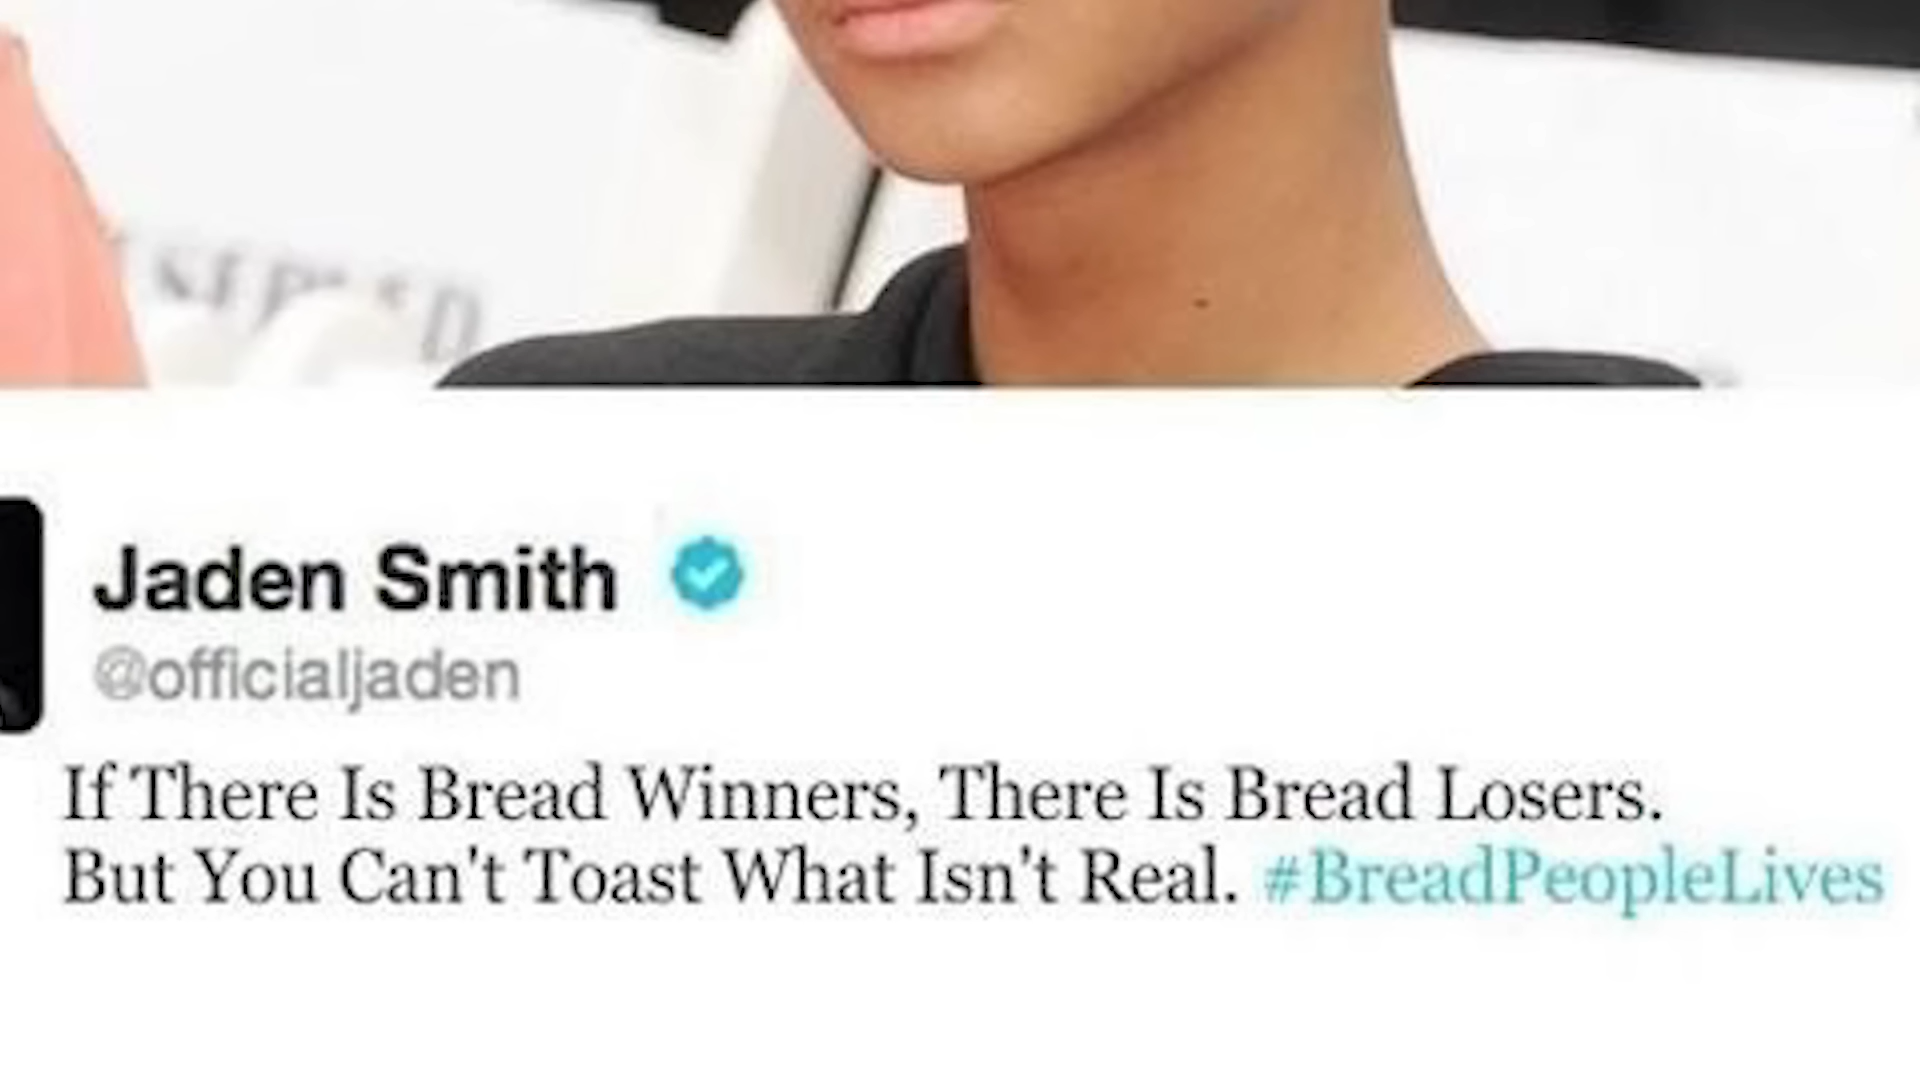 Jaden Smith
@officialjaden
If There Is Bread Winners, There Is Bread Losers.
But You Can't Toast What Isn't Real. #BreadPeopleLives